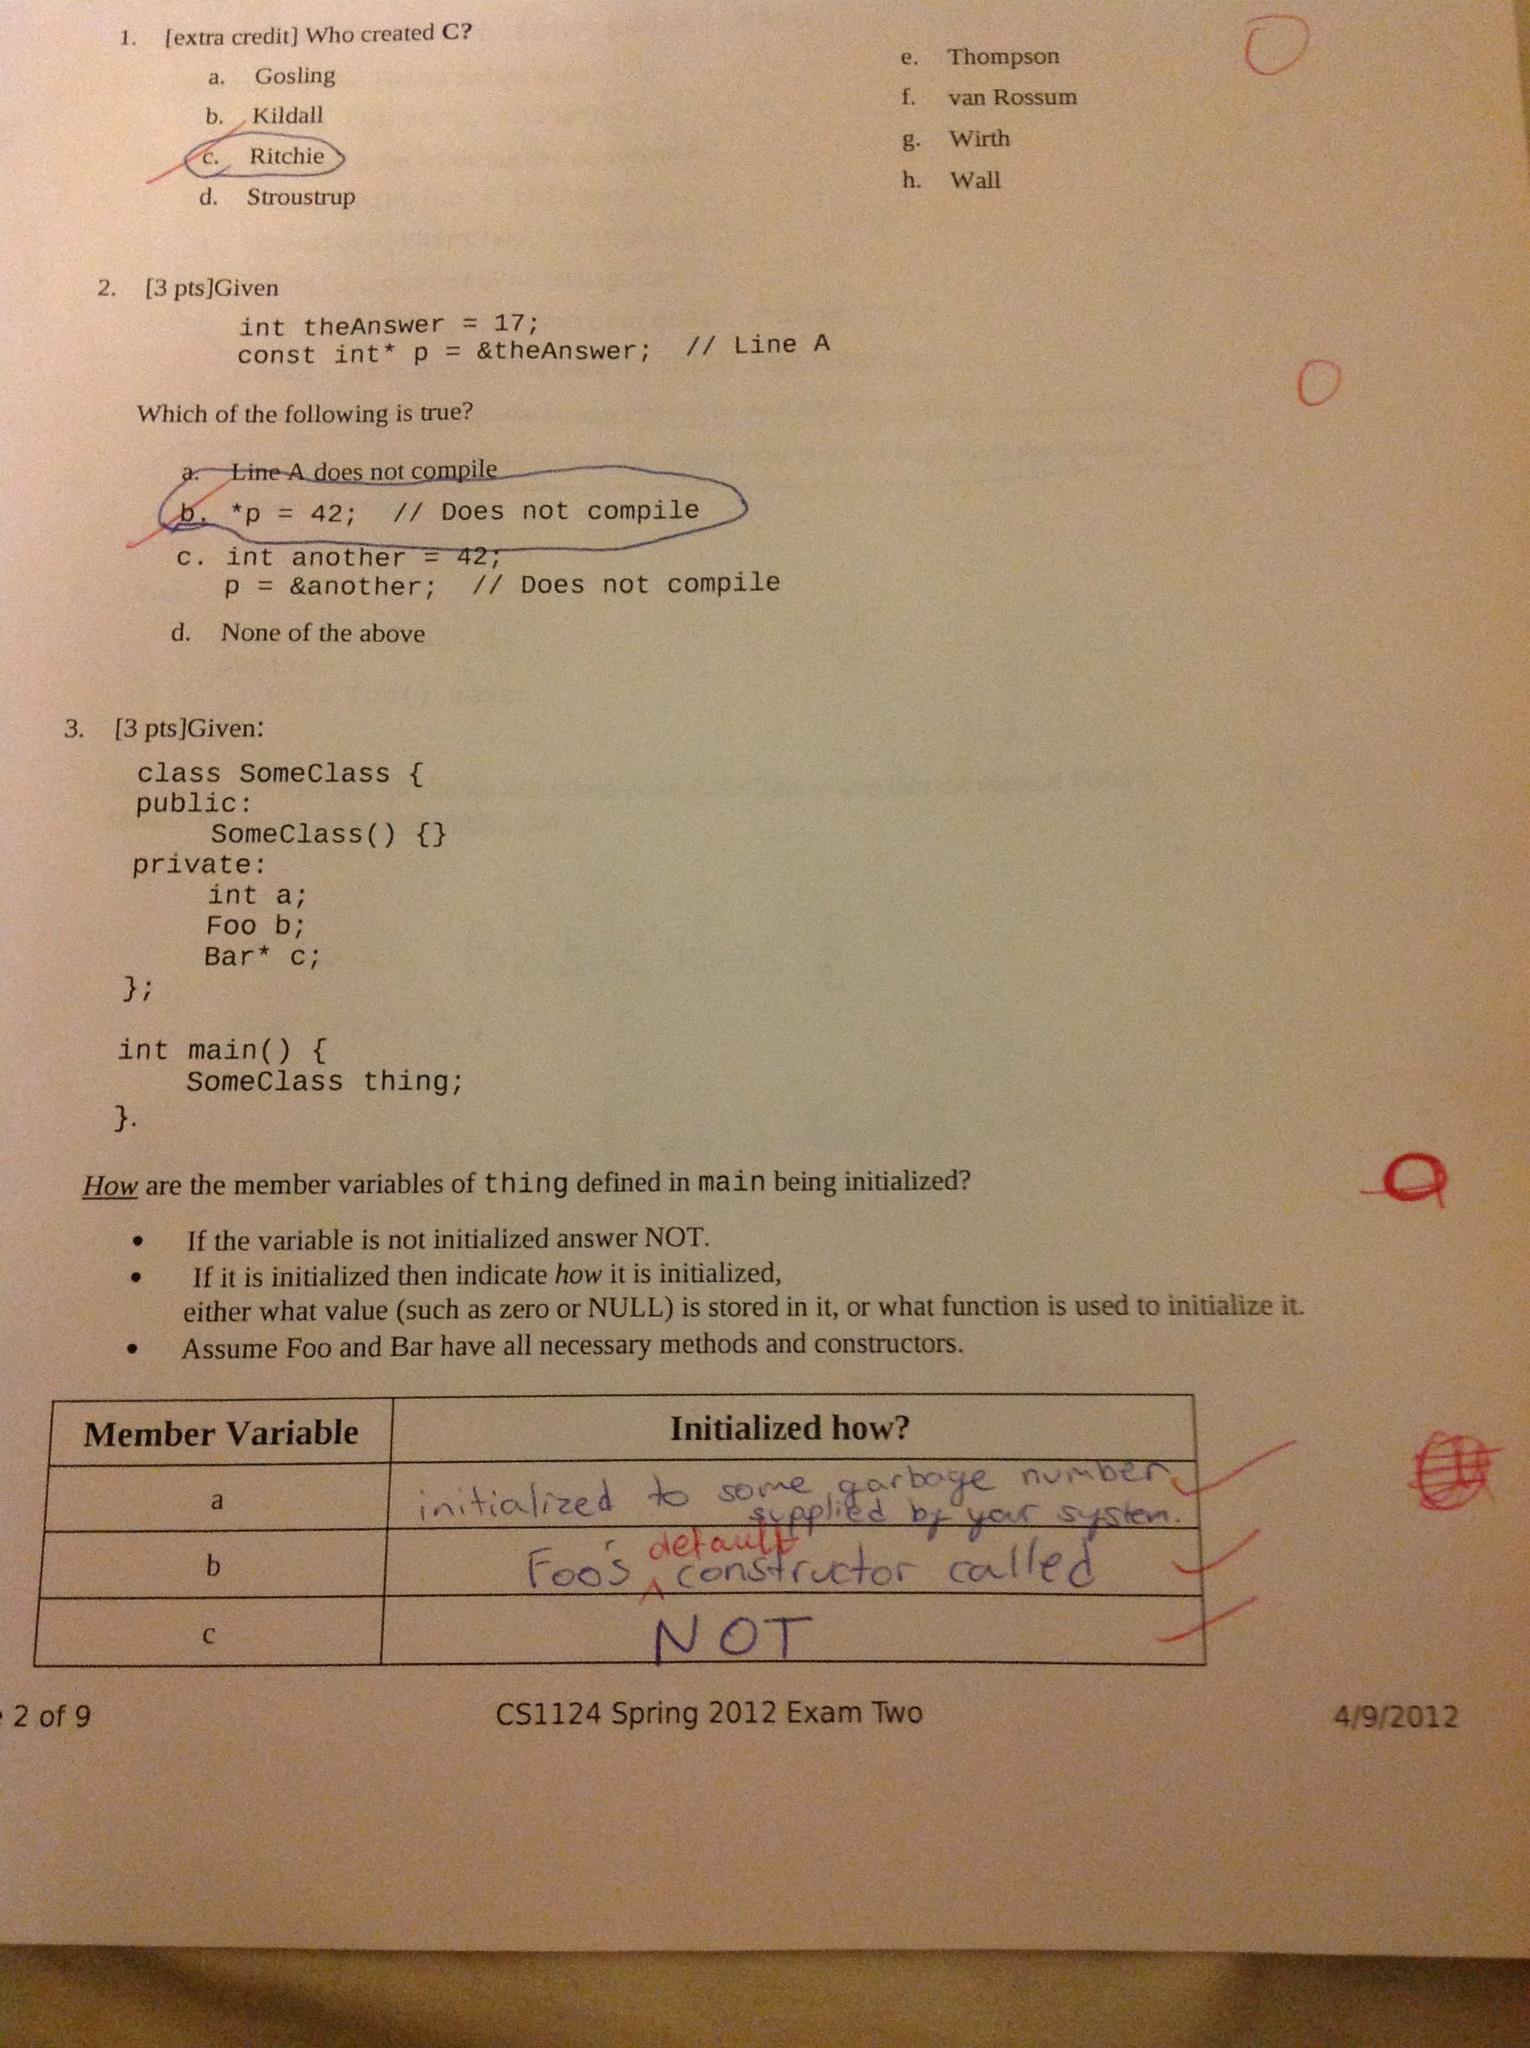 1. [extra credit] Who created C?
a. Gosling
b. Kildall
c. Ritchie
d. Stroustrup
e. Thompson
f. van Rossum
g. Wirth
h. Wall
2. [3 pts]Given
int theAnswer = 17;
const int* p = &theAnswer; // Line A
Which of the following is true?
a. Line A does not compile
b. *p = 42; // Does not compile
c. int another = 42;
p = &another; // Does not compile
d. None of the above
3. [3 pts]Given:
class SomeClass {
public:
SomeClass() {}
private:
int a;
Foo b;
Bar* c;
};
int main() {
SomeClass thing;
}.
How are the member variables of thing defined in main being initialized?
• If the variable is not initialized answer NOT.
• If it is initialized then indicate how it is initialized,
either what value (such as zero or NULL) is stored in it, or what function is used to initialize it.
• Assume Foo and Bar have all necessary methods and constructors.
Member Variable Initialized how?
a initialized to some garbage number
supplied by your system.
b Foo's default constructor called
c NOT
2 of 9 CS1124 Spring 2012 Exam Two 4/9/2012